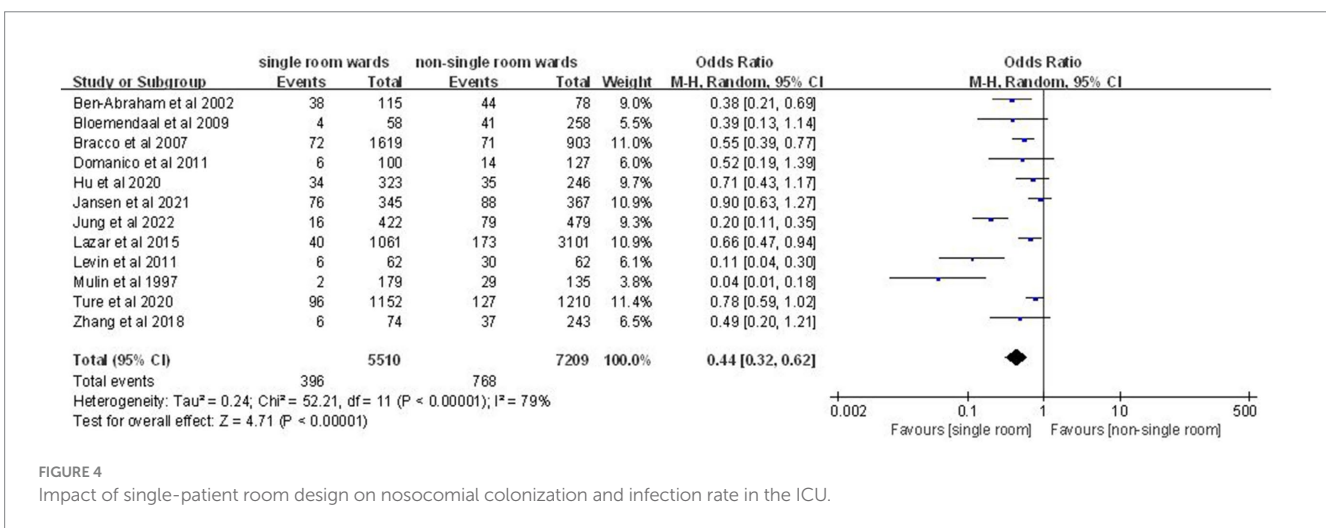 single room wards non-single room wards Odds Ratio Odds Ratio
Study or Subgroup Events Total Events Total Weight M-H, Random, 95% CI M-H, Random, 95% CI
Ben-Abraham et al 2002 38 115 44 78 9.0% 0.38 [0.21, 0.69]
Bloemendaal et al 2009 4 58 41 258 5.5% 0.39 [0.13, 1.14]
Bracco et al 2007 72 1619 71 903 11.0% 0.55 [0.39, 0.77]
Domanico et al 2011 6 100 14 127 6.0% 0.52 [0.19, 1.39]
Hu et al 2020 34 323 35 246 9.7% 0.71 [0.43, 1.17]
Jansen et al 2021 76 345 88 367 10.9% 0.90 [0.63, 1.27]
Jung et al 2022 16 422 79 479 9.3% 0.20 [0.11, 0.35]
Lazar et al 2015 40 1061 173 3101 10.9% 0.66 [0.47, 0.94]
Levin et al 2011 6 62 30 62 6.1% 0.11 [0.04, 0.30]
Mulin et al 1997 2 179 29 135 3.8% 0.04 [0.01, 0.18]
Ture et al 2020 96 1152 127 1210 11.4% 0.78 [0.59, 1.02]
Zhang et al 2018 6 74 37 243 6.5% 0.49 [0.20, 1.21]
Total (95% CI) 5510 7209 100.0% 0.44 [0.32, 0.62]
Total events 396 768
Heterogeneity: Tau² = 0.24; Chi² = 52.21, df = 11 (P < 0.00001); I² = 79%
Test for overall effect: Z = 4.71 (P < 0.00001)
0.002 0.1 1 10 500
Favours [single room] Favours [non-single room]
FIGURE 4
Impact of single-patient room design on nosocomial colonization and infection rate in the ICU.